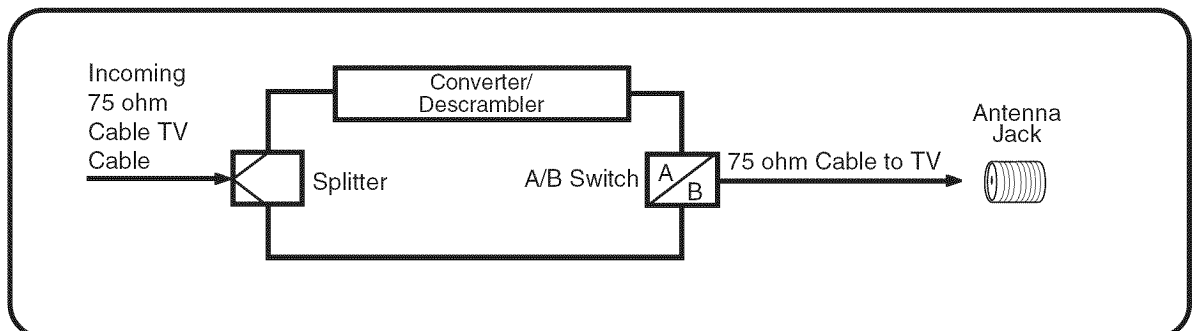 Incoming
75 ohm
Cable TV
Cable
Splitter
Converter/
Descrambler
A/B Switch
A
B
75 ohm Cable to TV
Antenna
Jack